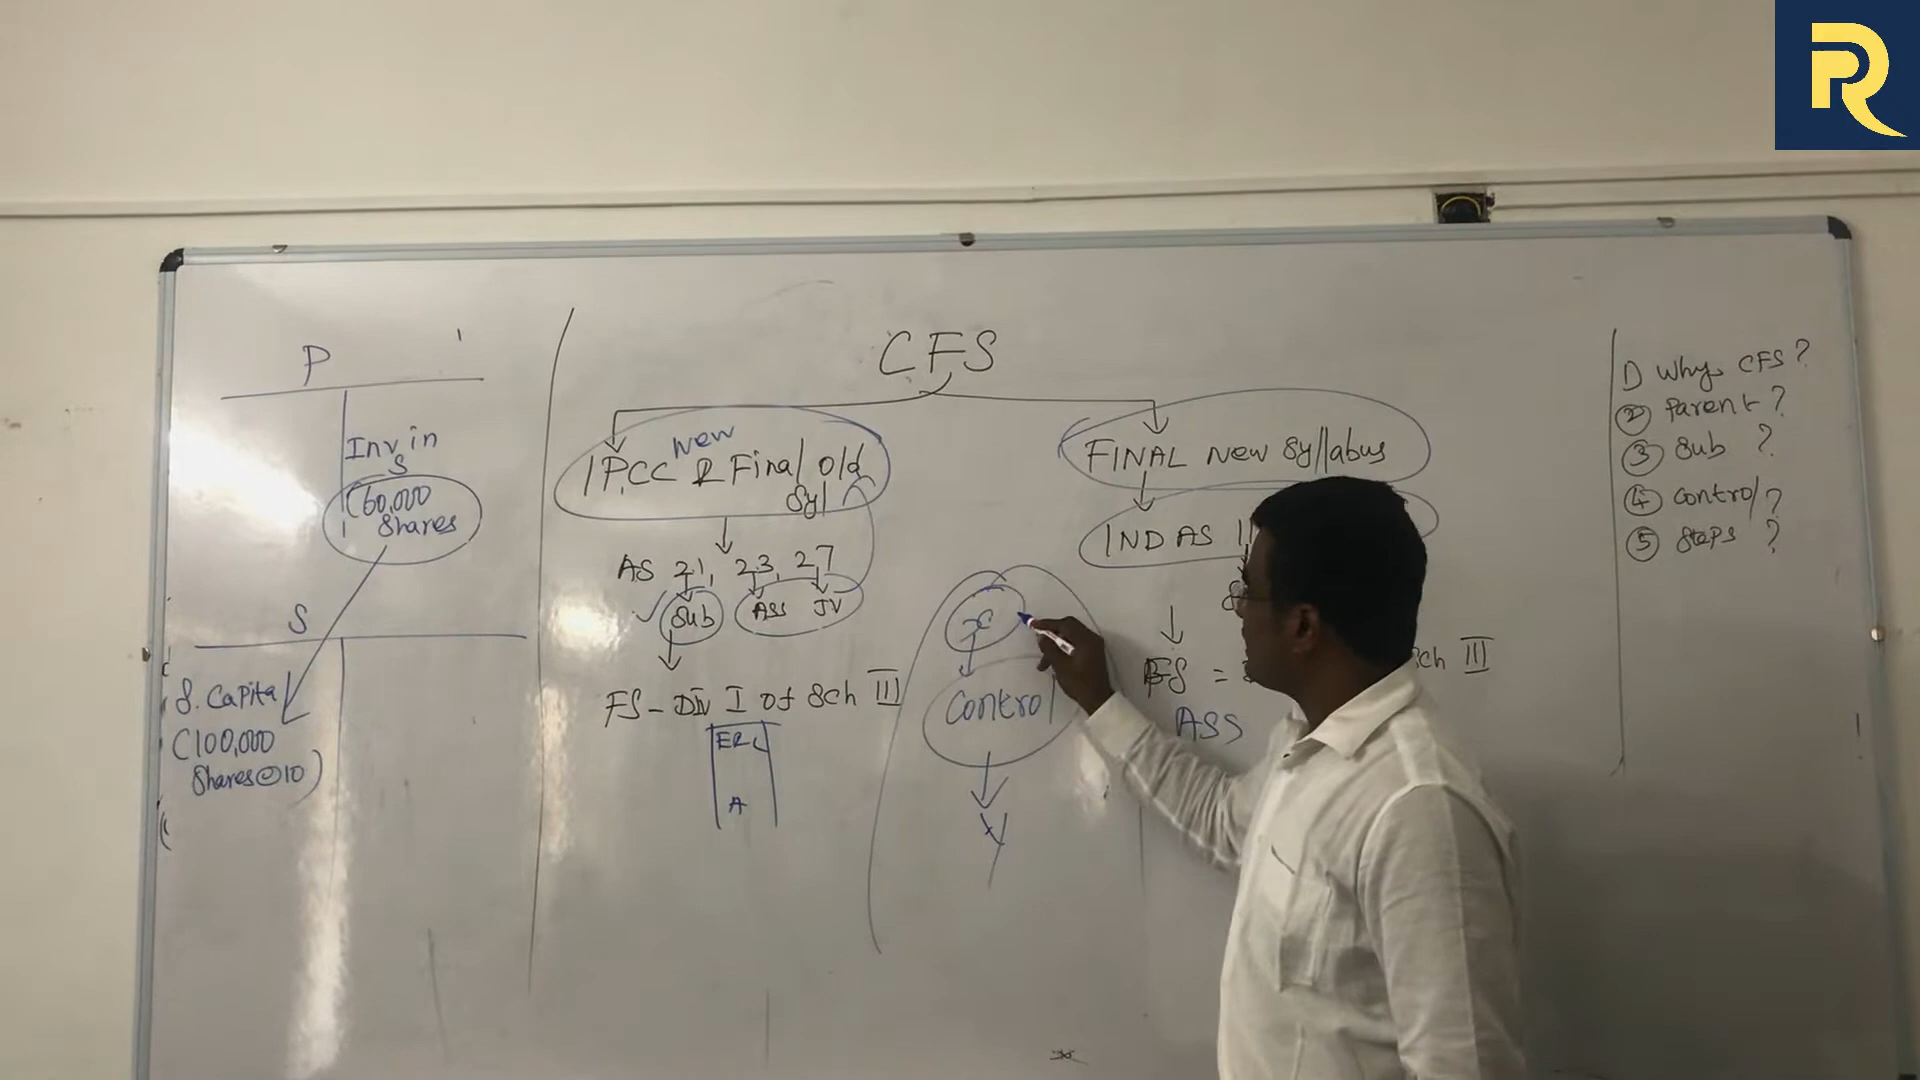 P
Inv in
S
(60,000
Shares
S
S. Capital
(100,000
Shares@10)
CFS
New
IPCC & Final old
Syl
AS 21, 23, 27
Sub
ASS JV
FS - DIV I of Sch III
E&L
A
x
Control
Y
FINAL New Syllabus
IND AS 1
FS =
Sch III
ASS
1) Why CFS?
② Parent?
③ Sub ?
④ Control?
⑤ Steps ?
R